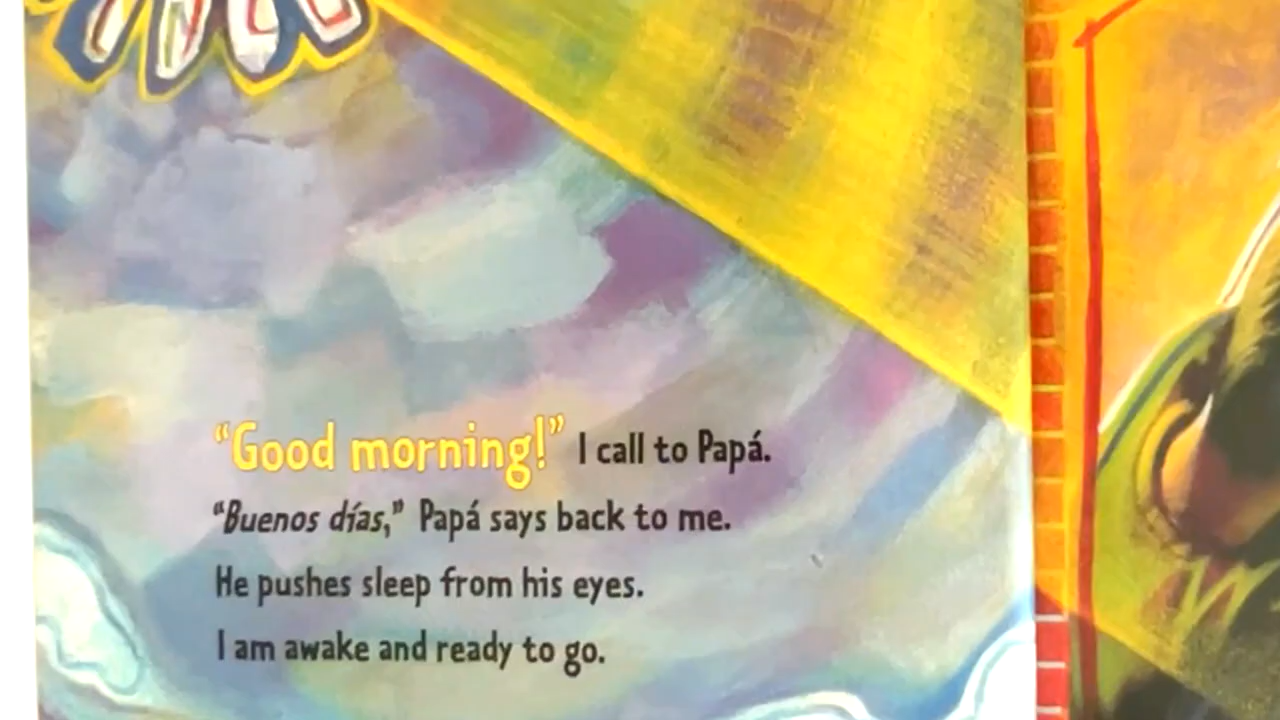 “Good morning!” I call to Papá.
“Buenos días,” Papá says back to me.
He pushes sleep from his eyes.
I am awake and ready to go.